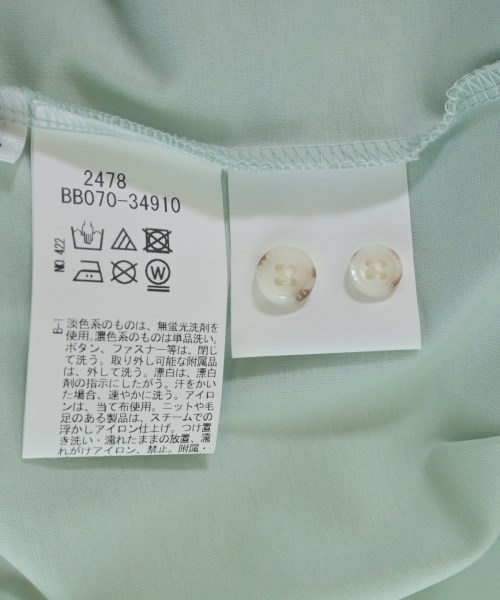 2478
BB070-34910
NO.422
W
B-1
淡色系のものは、無蛍光洗剤を
使用。濃色系のものは単品洗い。
ボタン、ファスナー等は、閉じ
て洗う。取り外し可能な附属品
は、外して洗う。漂白は、漂白
剤の指示にしたがう。汗をかい
た場合、速やかに洗う。アイロ
ンは、当て布使用。ニットや毛
足のある製品は、スチームでの
浮かしアイロン仕上げ。つけ置
き洗い・濡れたままの放置、濡
れがけアイロン、禁止。附属・